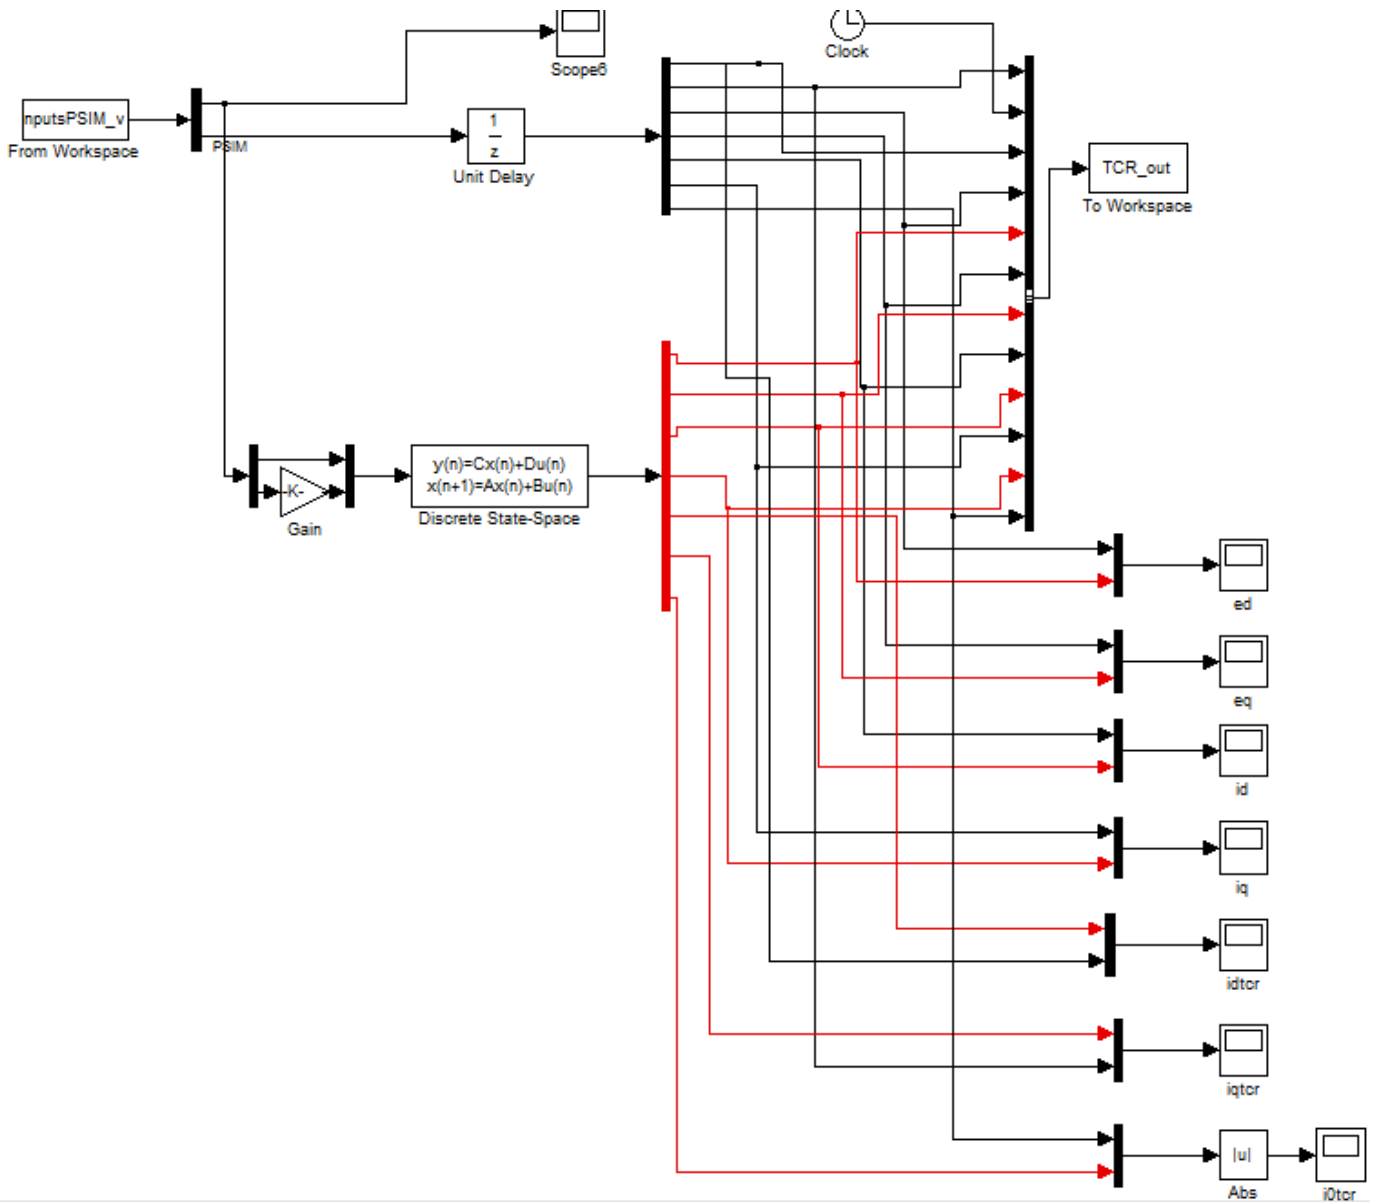 Scope6
Clock
nputsPSIM_v
From Workspace
PSIM
1
z
Unit Delay
TCR_out
To Workspace
-K-
Gain
y(n)=Cx(n)+Du(n)
x(n+1)=Ax(n)+Bu(n)
Discrete State-Space
ed
eq
id
iq
idtcr
iqtcr
|u|
Abs
i0tcr